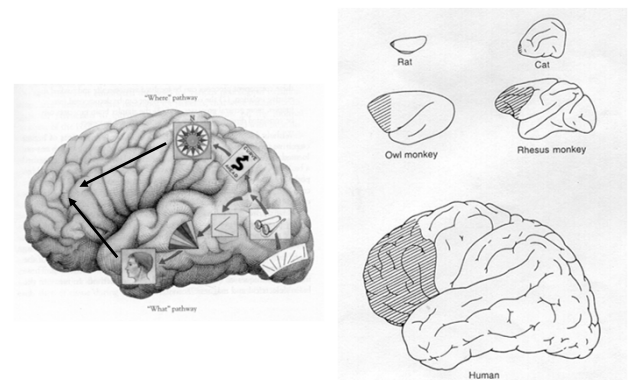 "Where" pathway
N
"What" pathway
Rat
Cat
Owl monkey
Rhesus monkey
Human